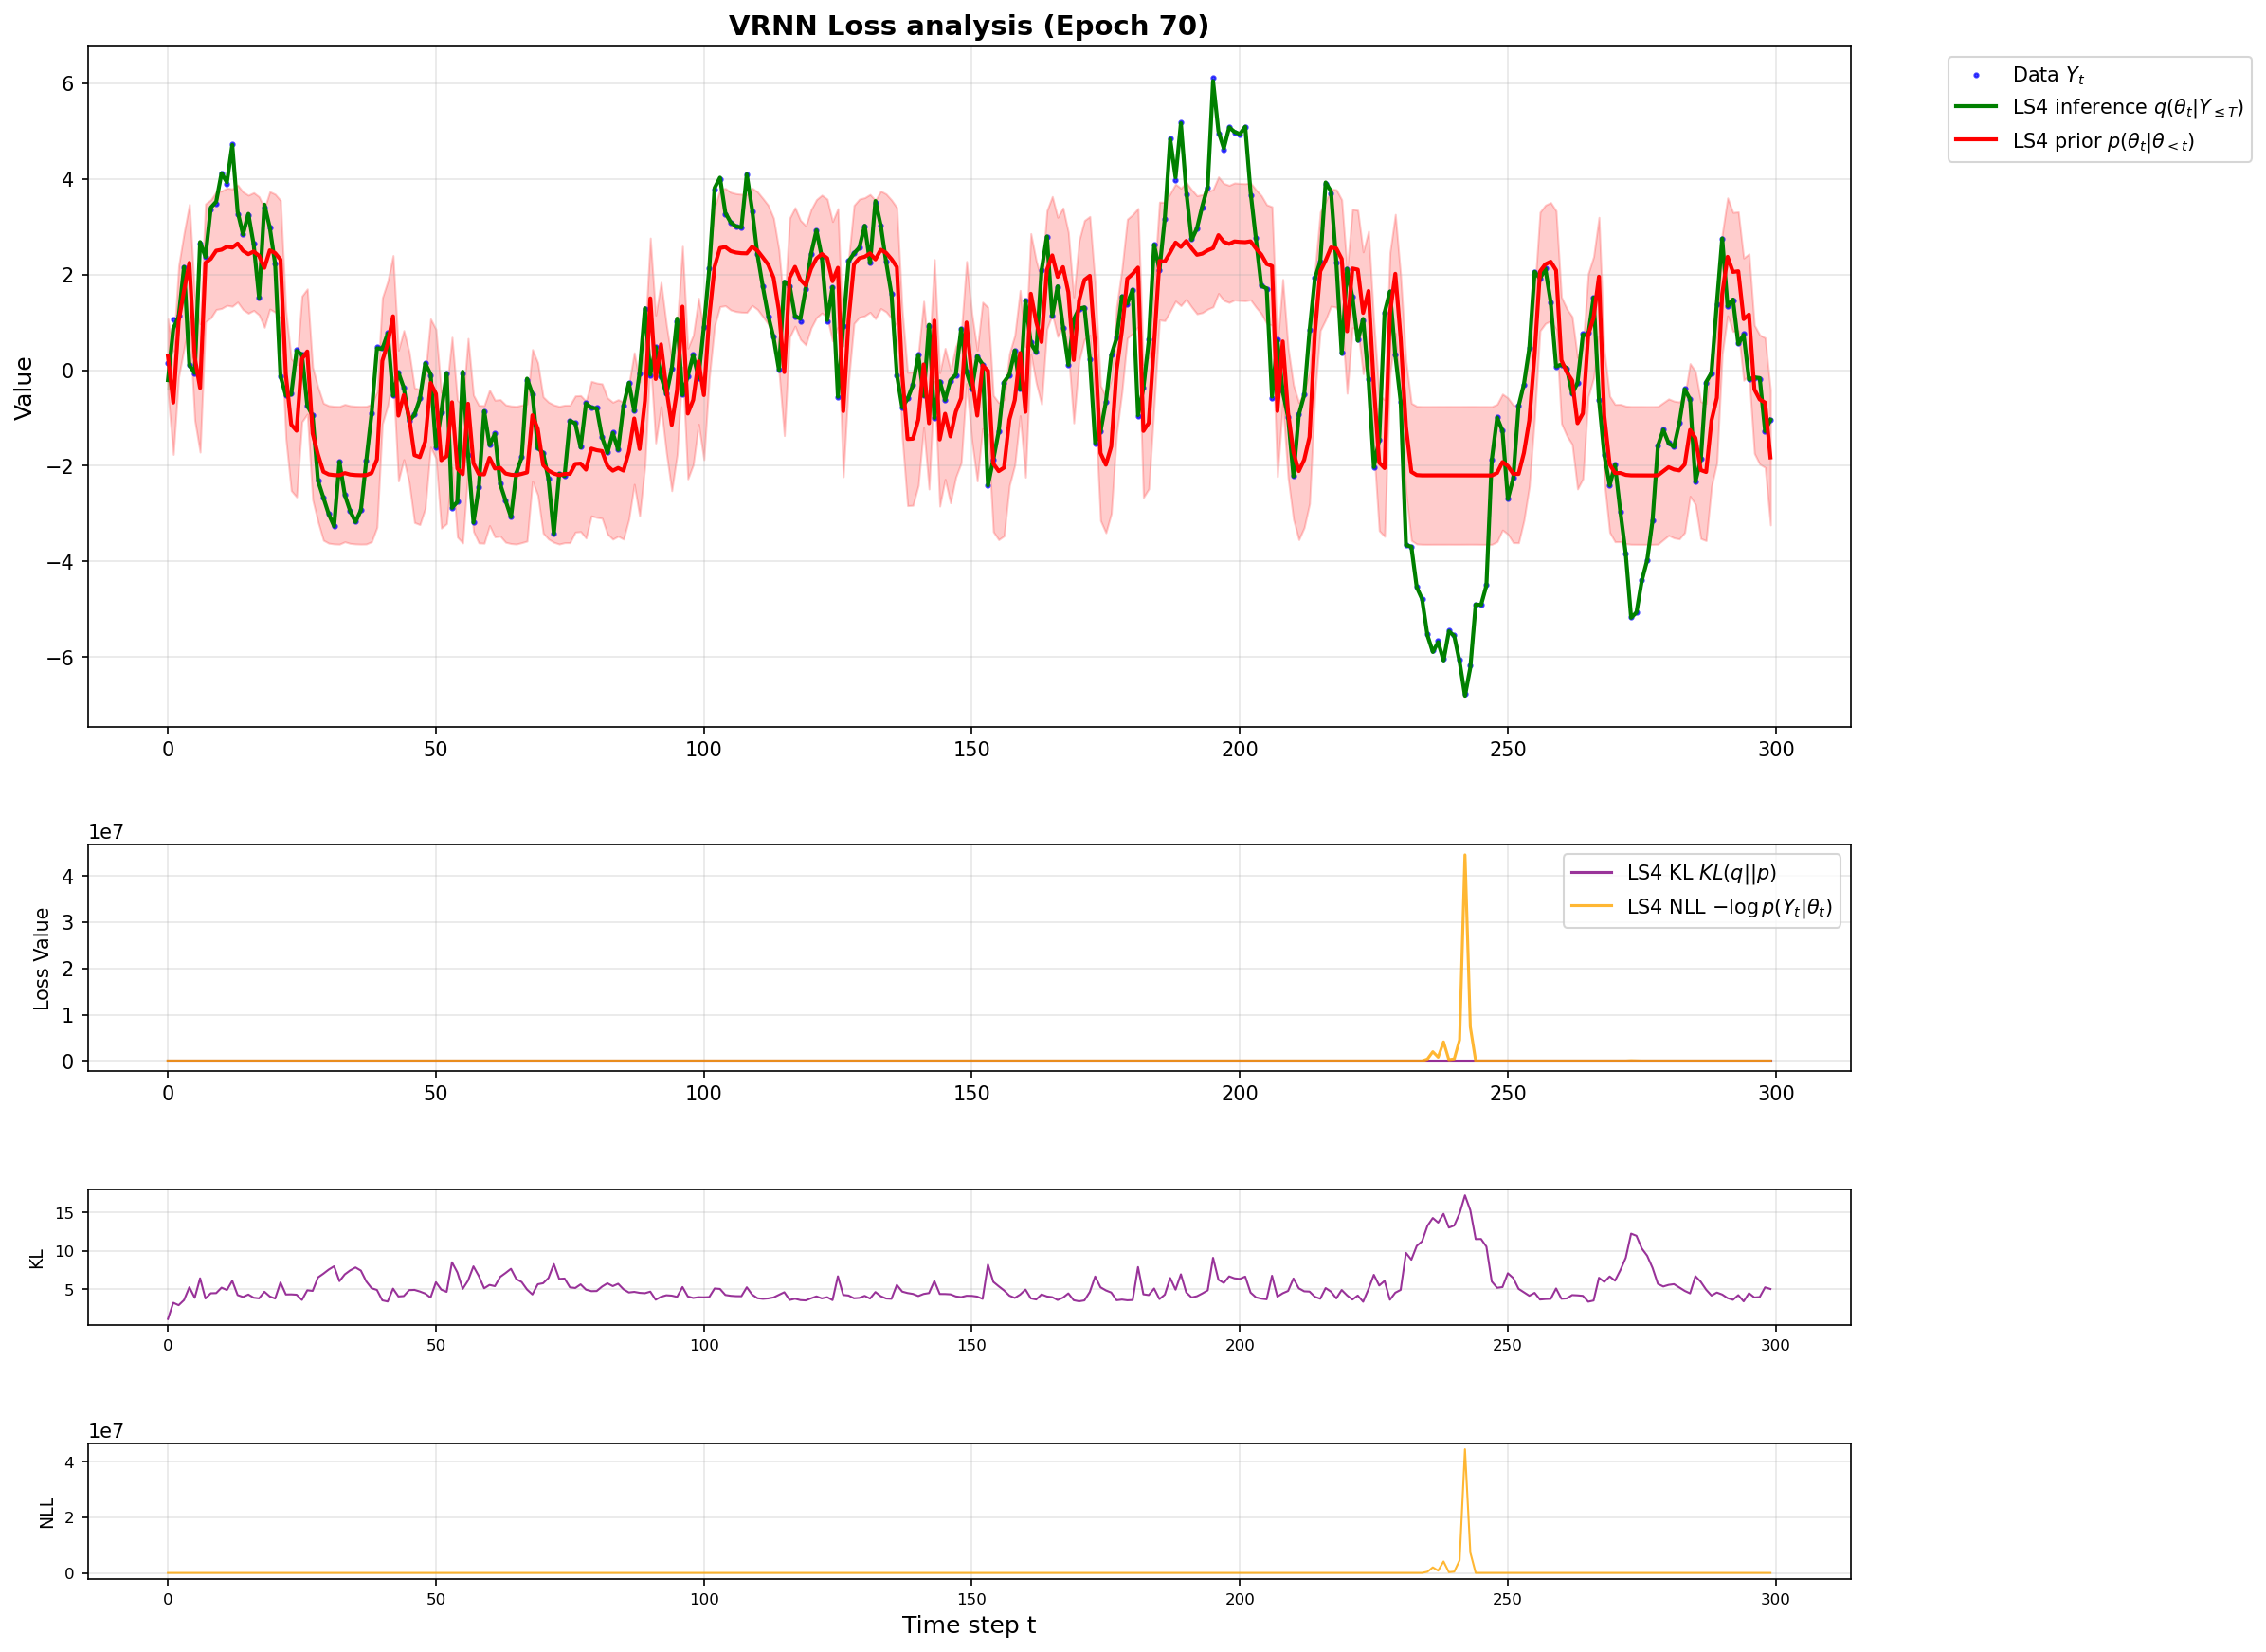 VRNN Loss analysis (Epoch 70)
Data Y_t
LS4 inference q(θ_t|Y_{≤T})
LS4 prior p(θ_t|θ_{<t})
Value
6
4
2
0
−2
−4
−6
0 50 100 150 200 250 300
1e7
LS4 KL KL(q||p)
LS4 NLL −log p(Y_t|θ_t)
Loss Value
4
3
2
1
0
0 50 100 150 200 250 300
KL
15
10
5
0 50 100 150 200 250 300
1e7
NLL
4
2
0
0 50 100 150 200 250 300
Time step t